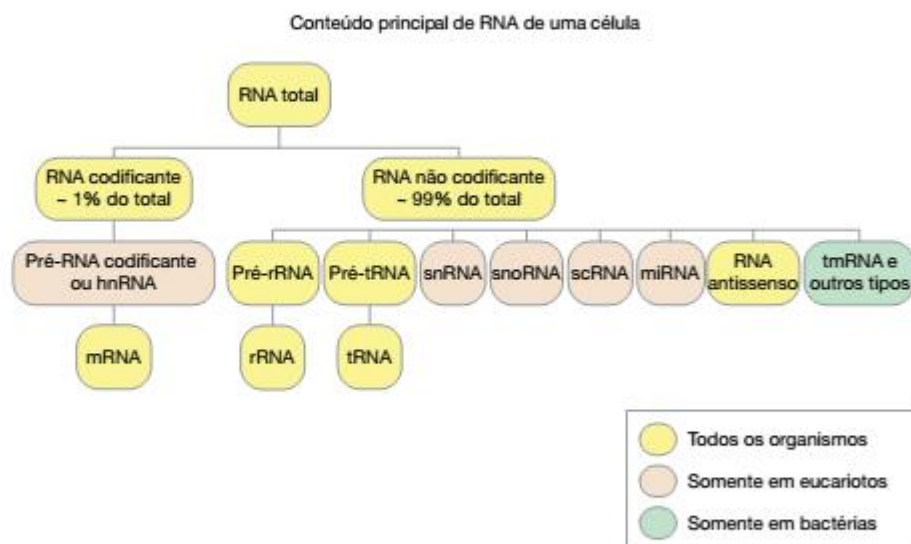 Conteúdo principal de RNA de uma célula
RNA total
RNA codificante
~ 1% do total
RNA não codificante
~ 99% do total
Pré-RNA codificante
ou hnRNA
Pré-rRNA
Pré-tRNA
snRNA
snoRNA
scRNA
miRNA
RNA
antissenso
tmRNA e
outros tipos
mRNA
rRNA
tRNA
Todos os organismos
Somente em eucariotos
Somente em bactérias